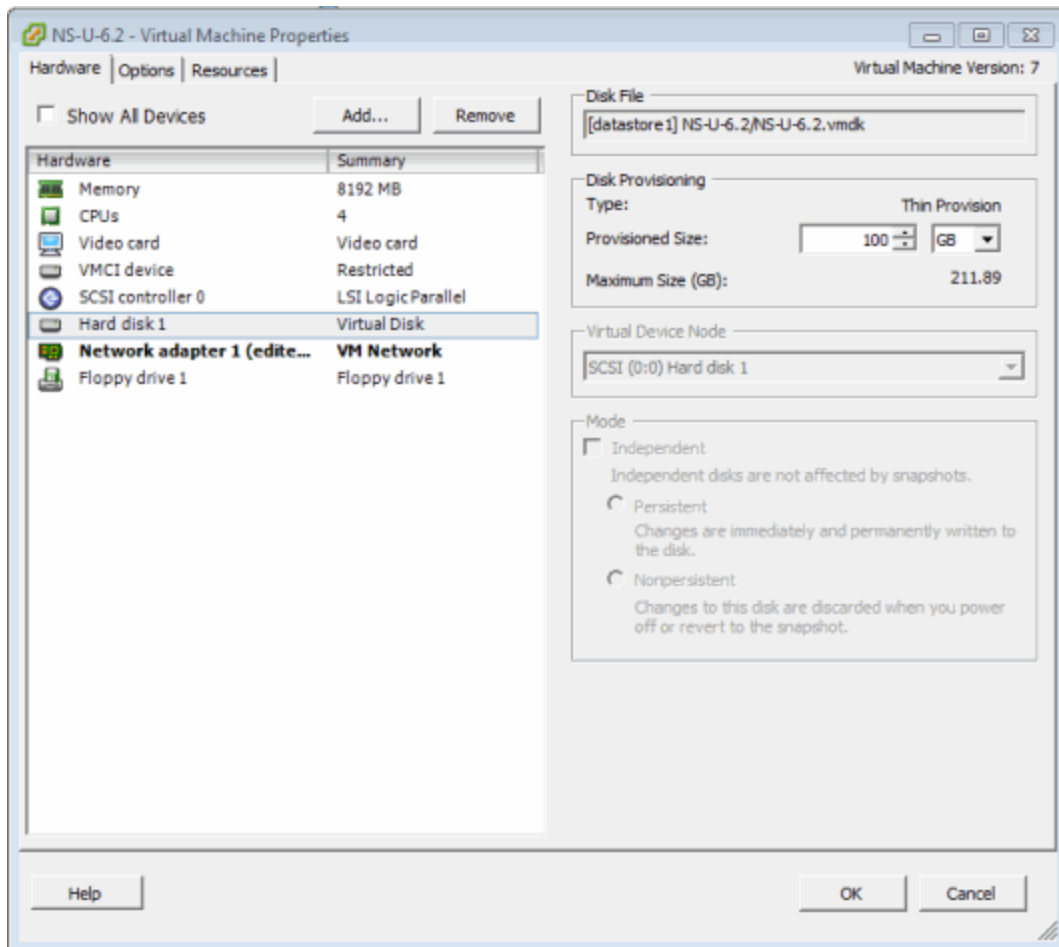 NS-U-6.2 - Virtual Machine Properties
Hardware Options Resources
Virtual Machine Version: 7
Show All Devices
Add...
Remove
Hardware Summary
Memory 8192 MB
CPUs 4
Video card Video card
VMCI device Restricted
SCSI controller 0 LSI Logic Parallel
Hard disk 1 Virtual Disk
Network adapter 1 (edite... VM Network
Floppy drive 1 Floppy drive 1
Disk File
[datastore1] NS-U-6.2/NS-U-6.2.vmdk
Disk Provisioning
Type: Thin Provision
Provisioned Size: 100 GB
Maximum Size (GB): 211.89
Virtual Device Node
SCSI (0:0) Hard disk 1
Mode
Independent
Independent disks are not affected by snapshots.
Persistent
Changes are immediately and permanently written to
the disk.
Nonpersistent
Changes to this disk are discarded when you power
off or revert to the snapshot.
Help
OK
Cancel